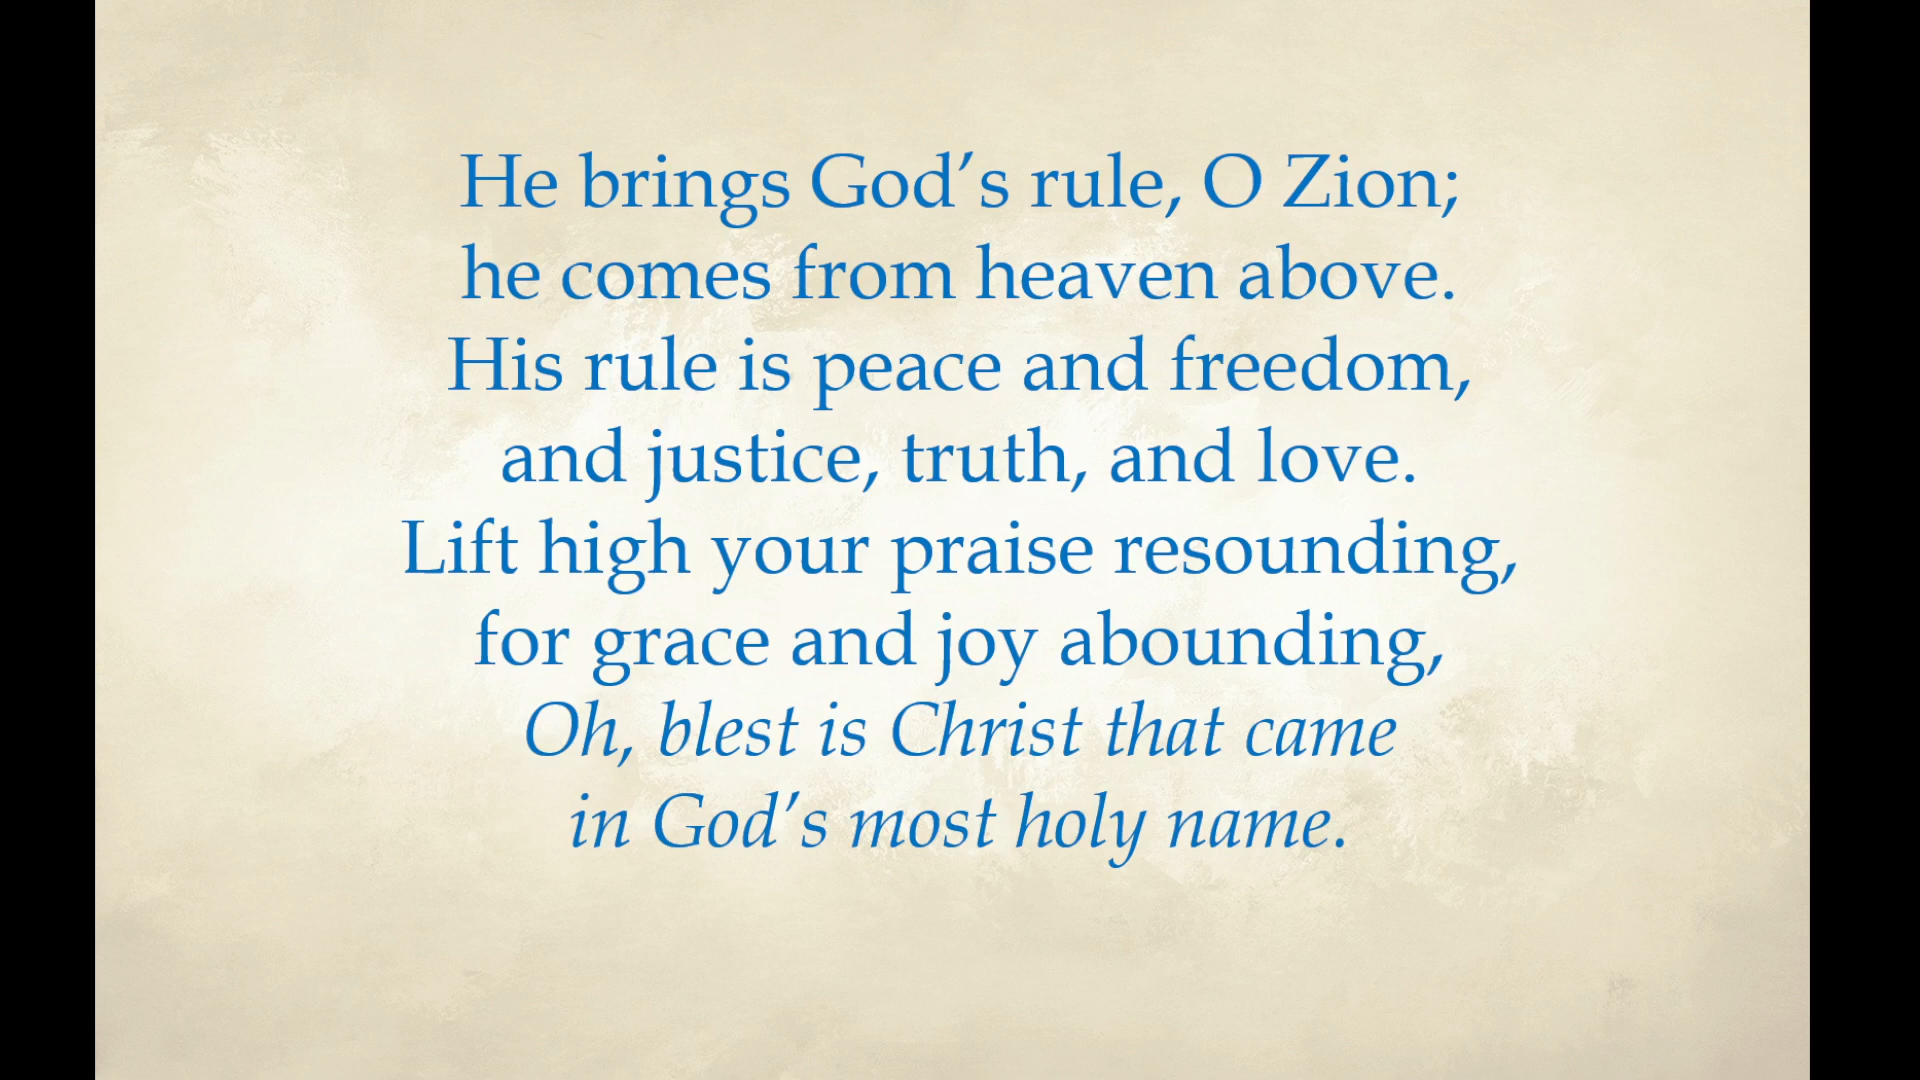 He brings God’s rule, O Zion;
he comes from heaven above.
His rule is peace and freedom,
and justice, truth, and love.
Lift high your praise resounding,
for grace and joy abounding,
Oh, blest is Christ that came
in God’s most holy name.